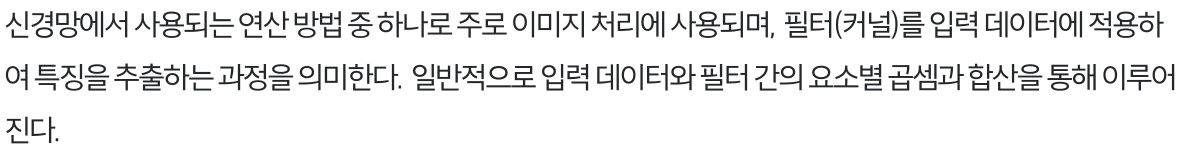 신경망에서 사용되는 연산 방법 중 하나로 주로 이미지 처리에 사용되며, 필터(커널)를 입력 데이터에 적용하
여 특징을 추출하는 과정을 의미한다. 일반적으로 입력 데이터와 필터 간의 요소별 곱셈과 합산을 통해 이루어
진다.